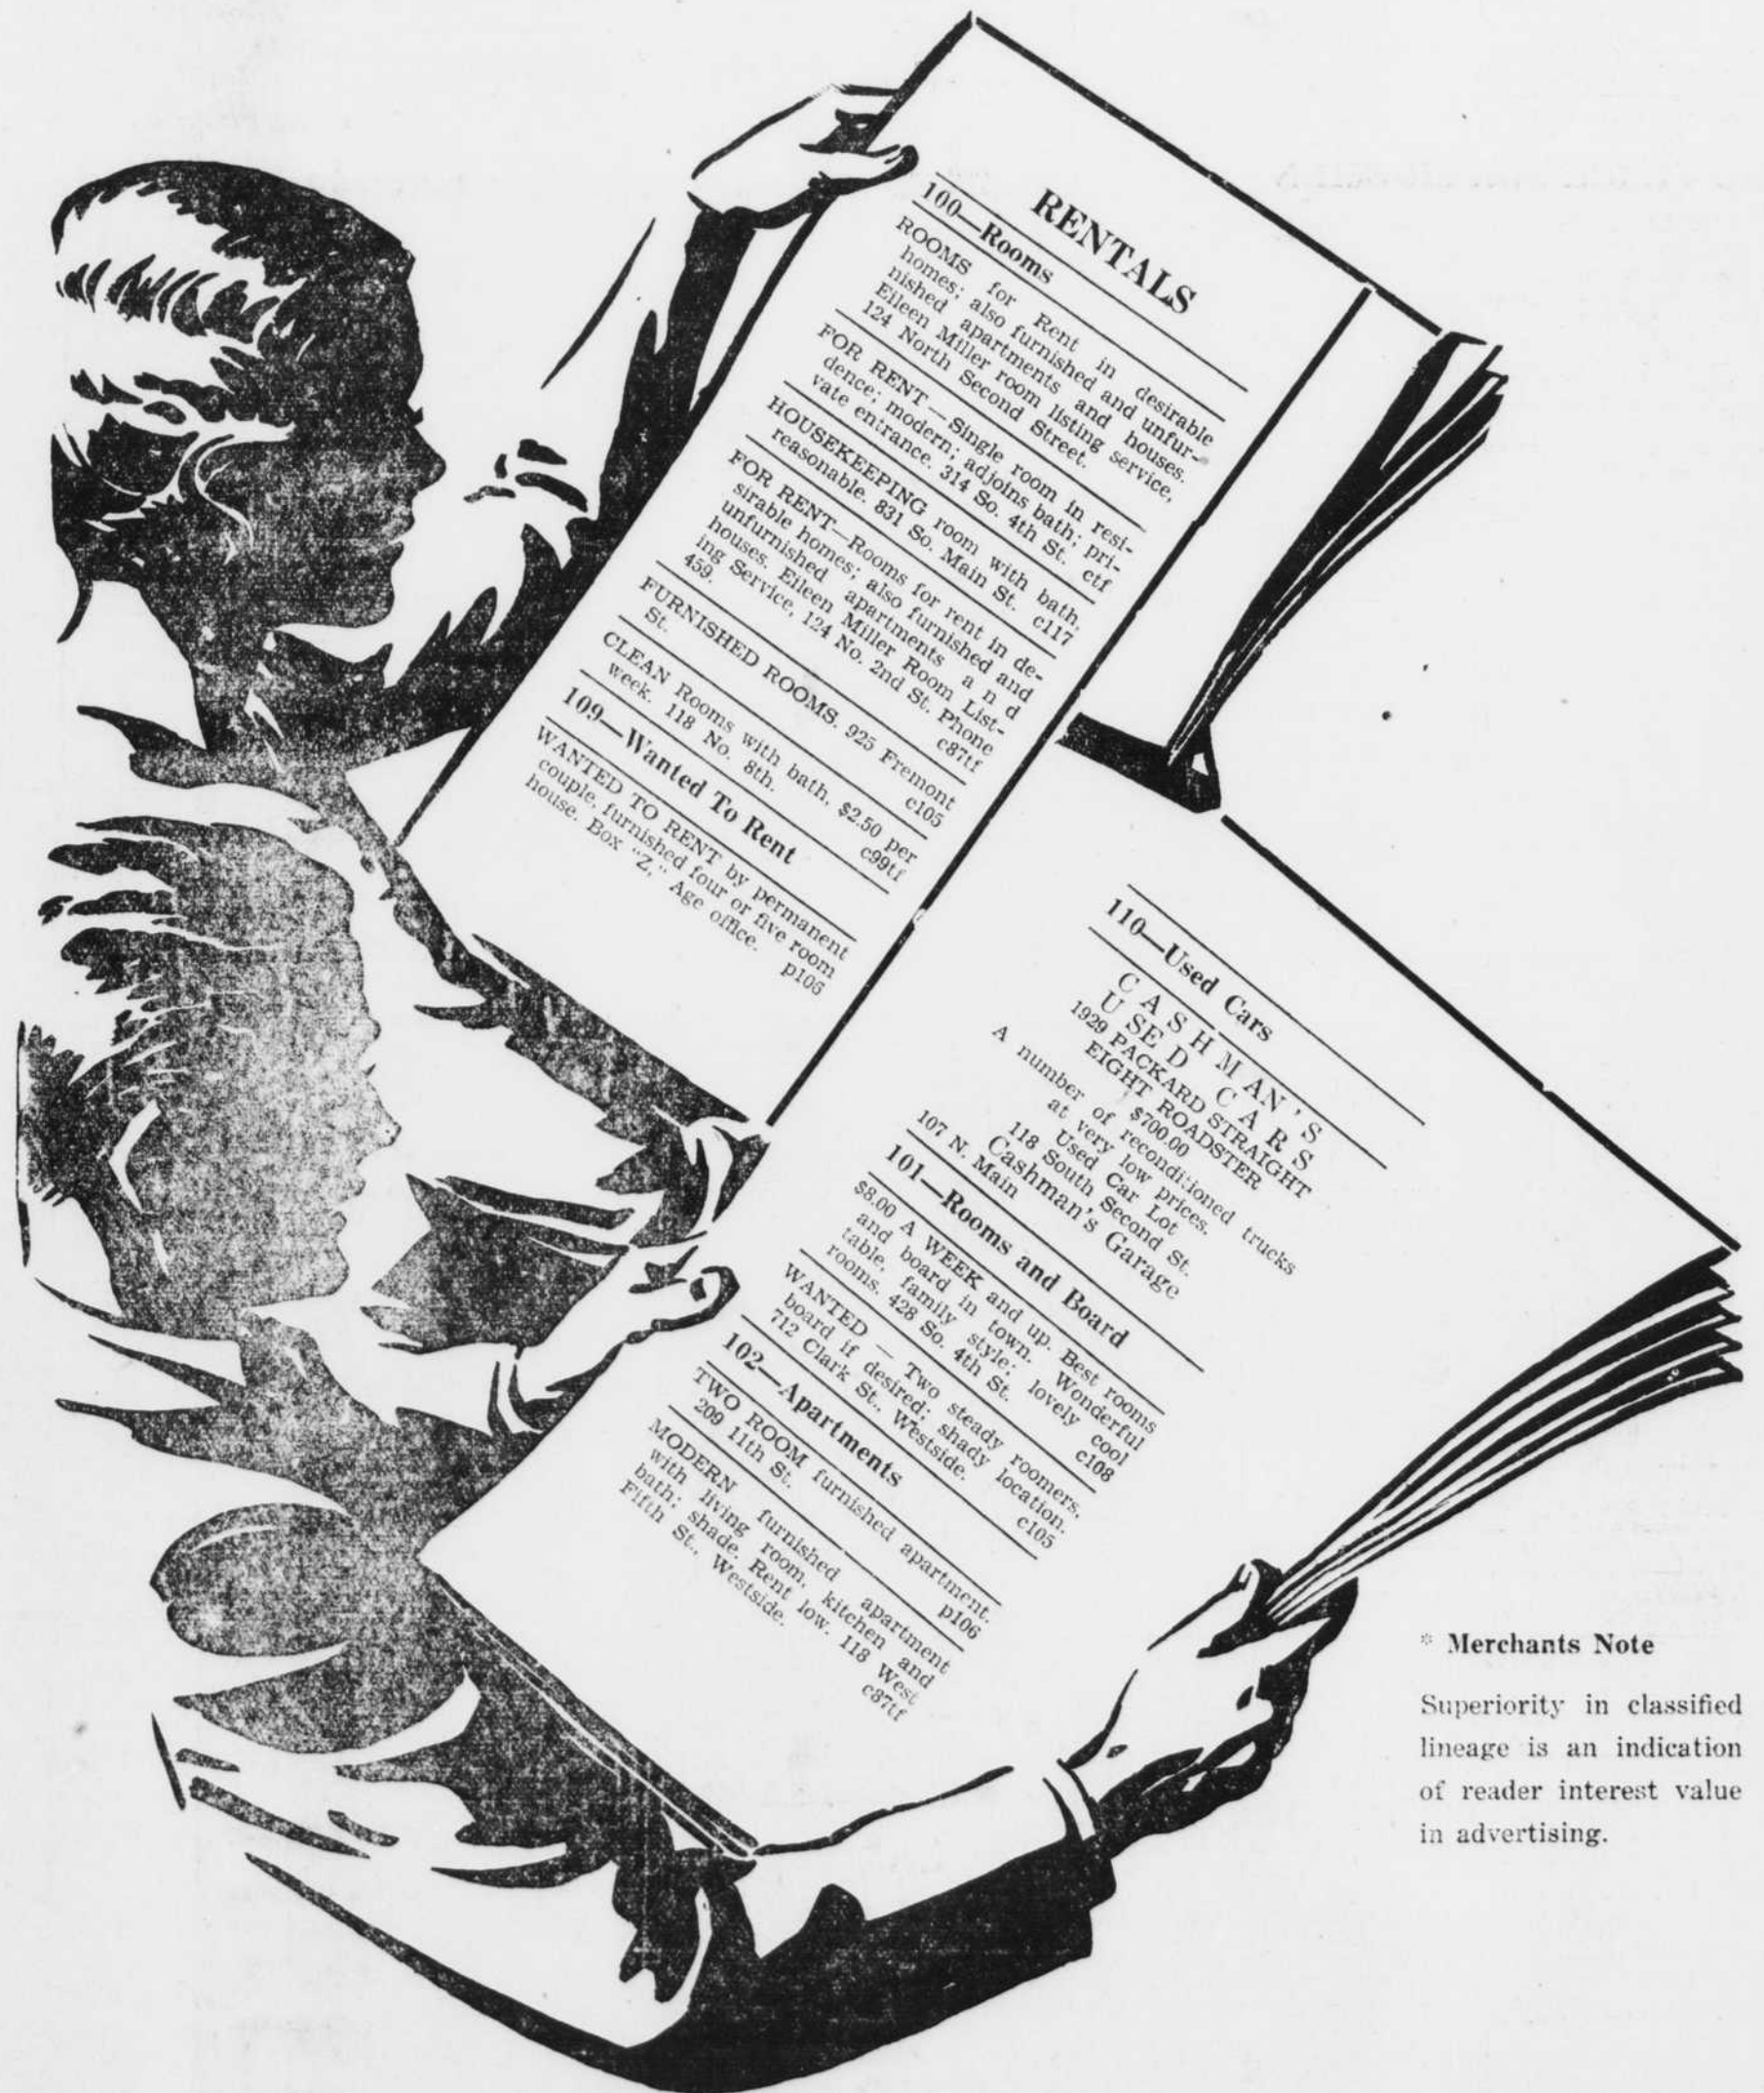 RENTALS
100—Rooms
ROOMS for Rent in desirable
homes; also furnished and unfur-
nished apartments and houses.
Eileen Miller room listing service,
124 North Second Street.
FOR RENT—Single room in resi-
dence; modern; adjoins bath; pri-
vate entrance. 314 So. 4th St. ctf
HOUSEKEEPING room with bath,
reasonable. 831 So. Main St. c117
FOR RENT—Rooms for rent in de-
sirable homes; also furnished and
unfurnished apartments a n d
houses. Eileen Miller Room List-
ing Service, 124 No. 2nd St. Phone
459. c87tf
FURNISHED ROOMS. 925 Fremont
St. c105
CLEAN Rooms with bath, $2.50 per
week. 118 No. 8th. c99tf
109—Wanted To Rent
WANTED TO RENT by permanent
couple, furnished four or five room
house. Box "Z," Age office. p105
110—Used Cars
C A S H M A N ' S
U S E D C A R S
1929 PACKARD STRAIGHT
EIGHT ROADSTER
$700.00
A number of reconditioned trucks
at very low prices.
Used Car Lot
118 South Second St.
Cashman's Garage
107 N. Main
101—Rooms and Board
$8.00 A WEEK and up. Best rooms
and board in town. Wonderful
table, family style; lovely cool
rooms. 428 So. 4th St. c108
WANTED — Two steady roomers,
board if desired; shady location.
712 Clark St., Westside. c105
102—Apartments
TWO ROOM furnished apartment.
209 11th St. p106
MODERN furnished apartment
with living room, kitchen and
bath; shade. Rent low. 118 West
Fifth St., Westside. c87tf
* Merchants Note
Superiority in classified
lineage is an indication
of reader interest value
in advertising.